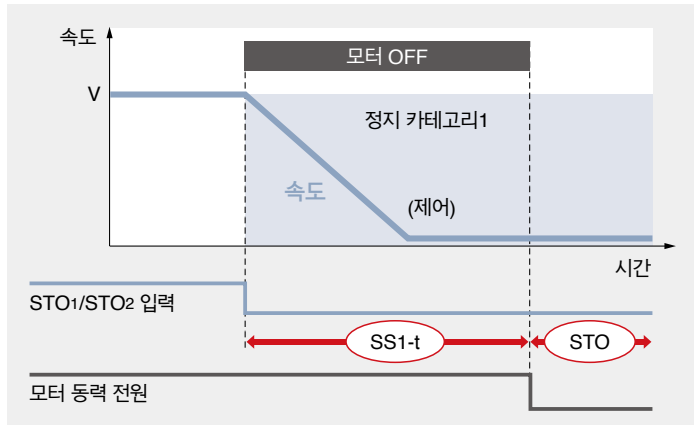 속도
모터 OFF
V
정지 카테고리1
속도
(제어)
시간
STO1/STO2 입력
SS1-t
STO
모터 동력 전원